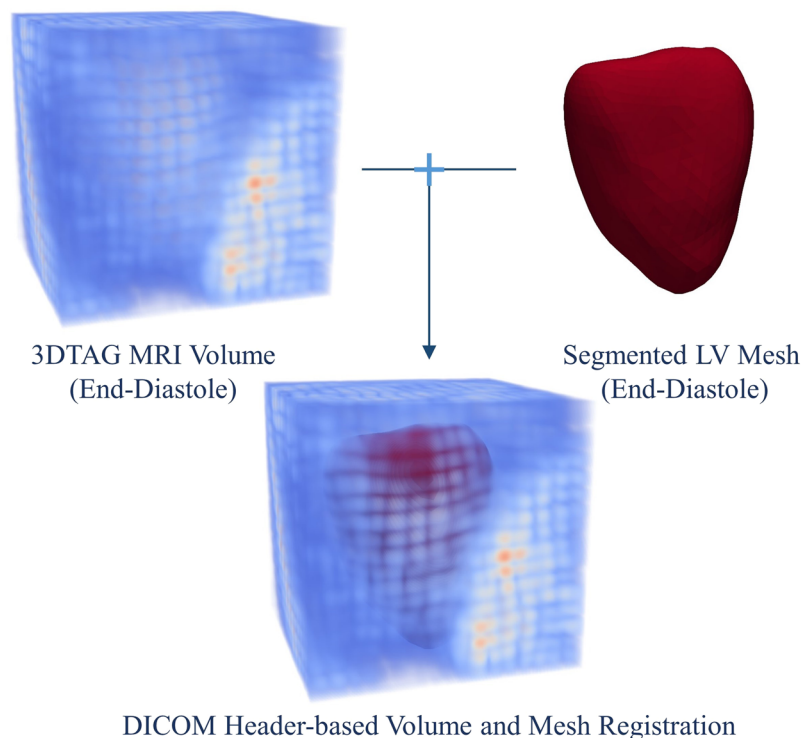 3DTAG MRI Volume
(End-Diastole)
Segmented LV Mesh
(End-Diastole)
DICOM Header-based Volume and Mesh Registration